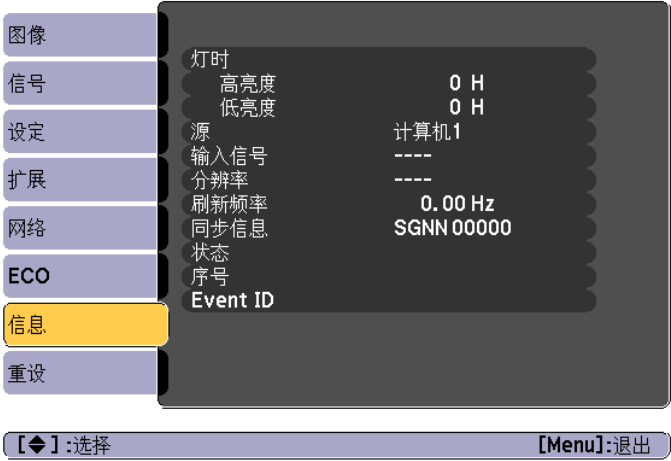 图像
信号
设定
扩展
网络
ECO
信息
重设
灯时
高亮度 0 H
低亮度 0 H
源 计算机1
输入信号 ----
分辨率 ----
刷新频率 0.00 Hz
同步信息 SGNN 00000
状态
序号
Event ID
[◆]:选择 [Menu]:退出